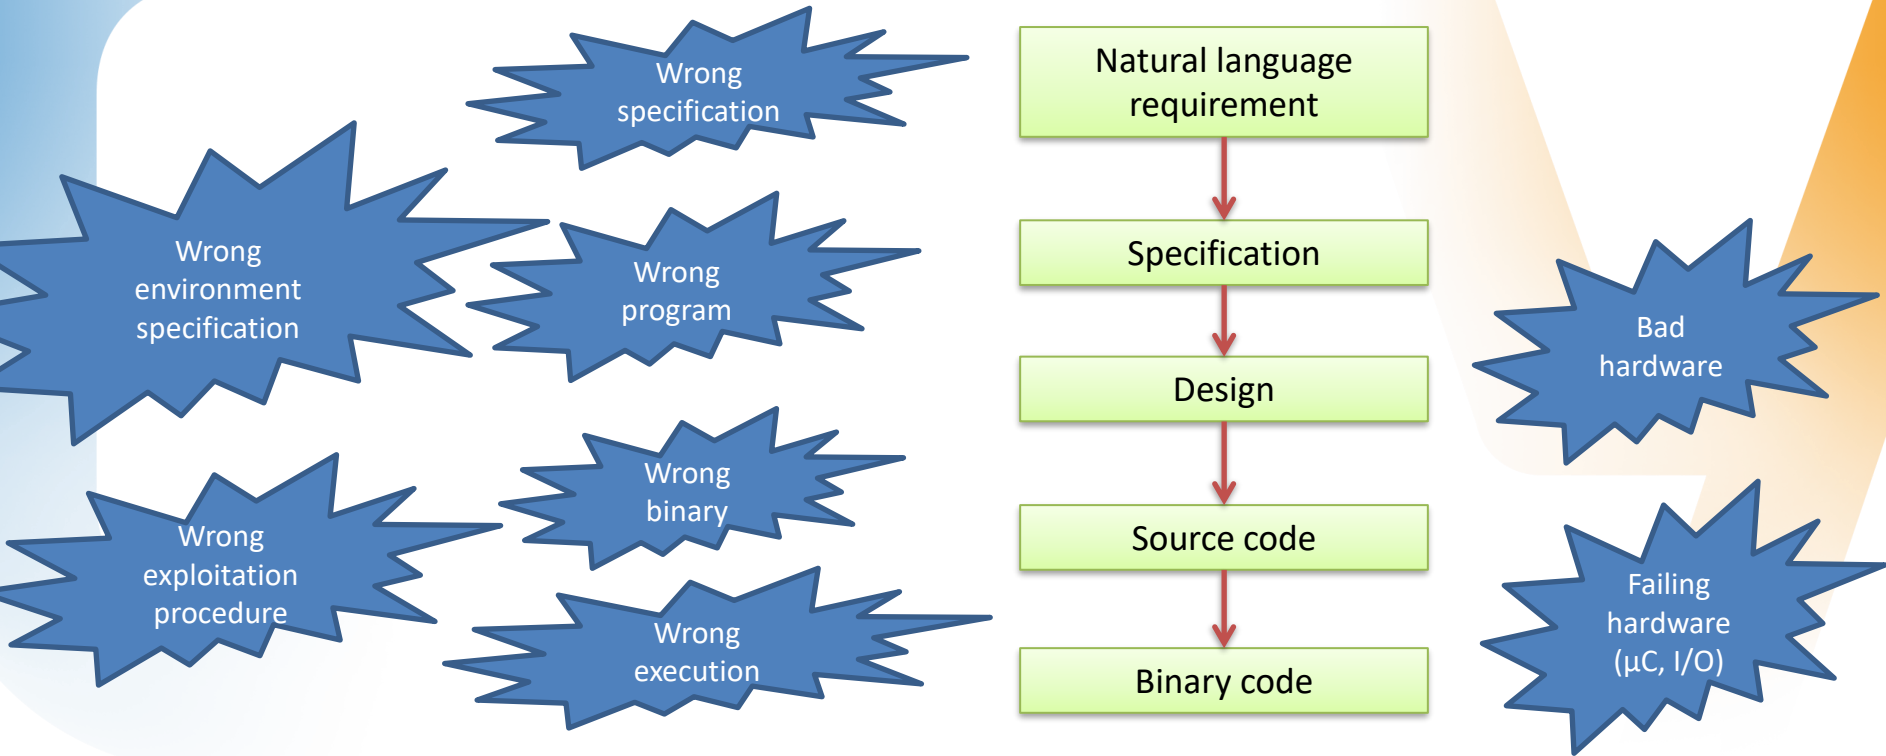 Wrong
specification
Natural language
requirement
Wrong
environment
specification
Wrong
program
Specification
Bad
hardware
Design
Wrong
binary
Source code
Wrong
exploitation
procedure
Failing
hardware
(µC, I/O)
Wrong
execution
Binary code